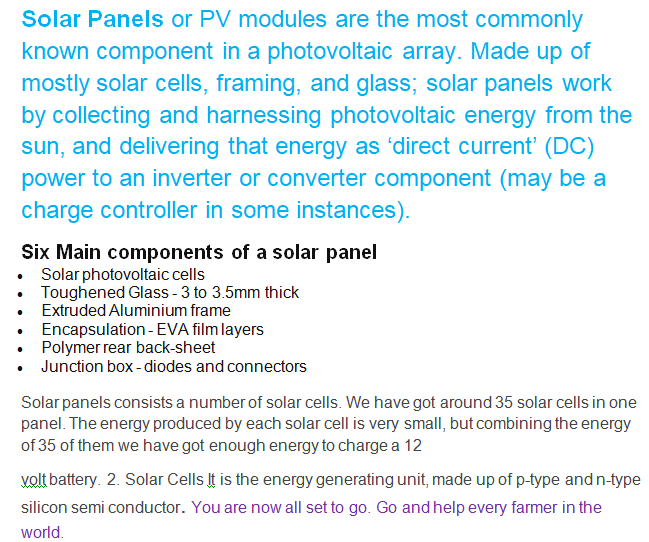 Solar Panels or PV modules are the most commonly
known component in a photovoltaic array. Made up of
mostly solar cells, framing, and glass; solar panels work
by collecting and harnessing photovoltaic energy from the
sun, and delivering that energy as ‘direct current’ (DC)
power to an inverter or converter component (may be a
charge controller in some instances).
Six Main components of a solar panel
• Solar photovoltaic cells
• Toughened Glass - 3 to 3.5mm thick
• Extruded Aluminium frame
• Encapsulation - EVA film layers
• Polymer rear back-sheet
• Junction box - diodes and connectors
Solar panels consists a number of solar cells. We have got around 35 solar cells in one
panel. The energy produced by each solar cell is very small, but combining the energy
of 35 of them we have got enough energy to charge a 12
volt battery. 2. Solar Cells It is the energy generating unit, made up of p-type and n-type
silicon semi conductor. You are now all set to go. Go and help every farmer in the
world.